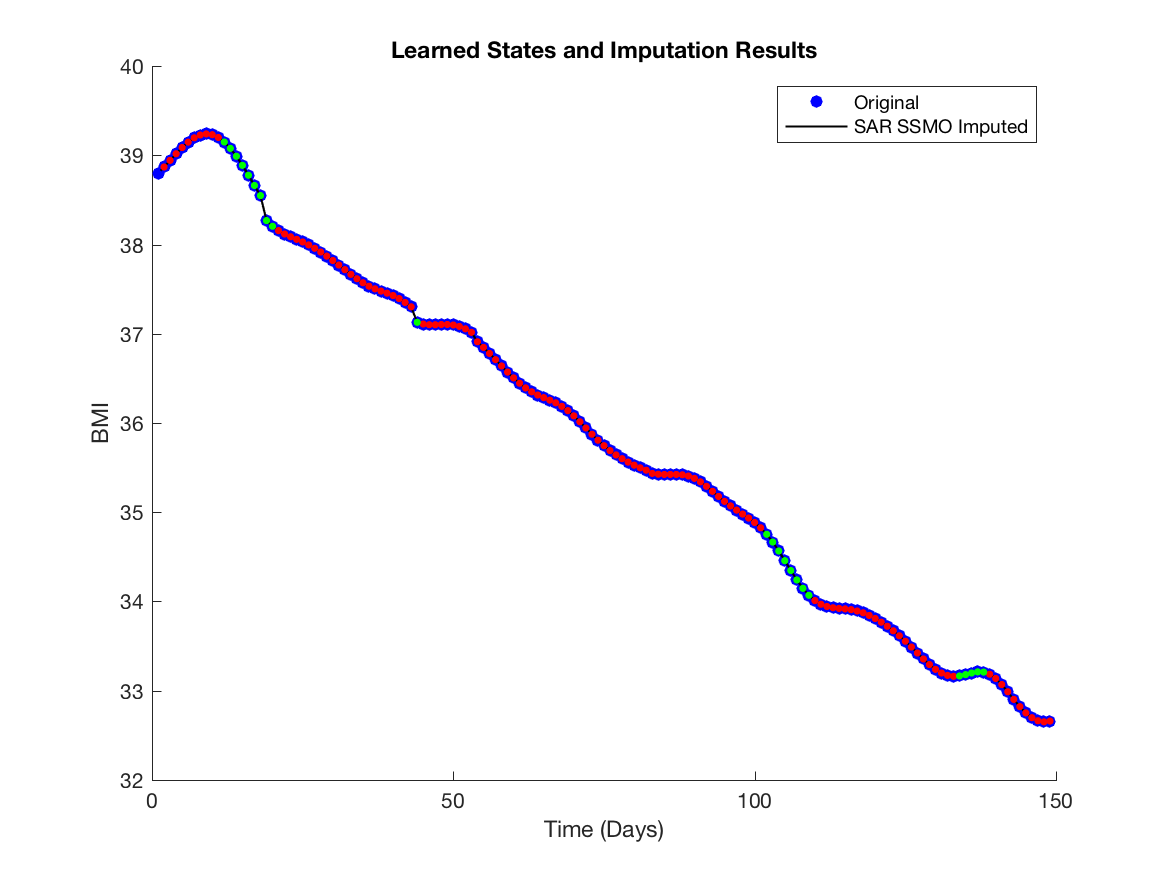 Learned States and Imputation Results
Original
SAR SSMO Imputed
BMI
40
39
38
37
36
35
34
33
32
0
50
100
150
Time (Days)